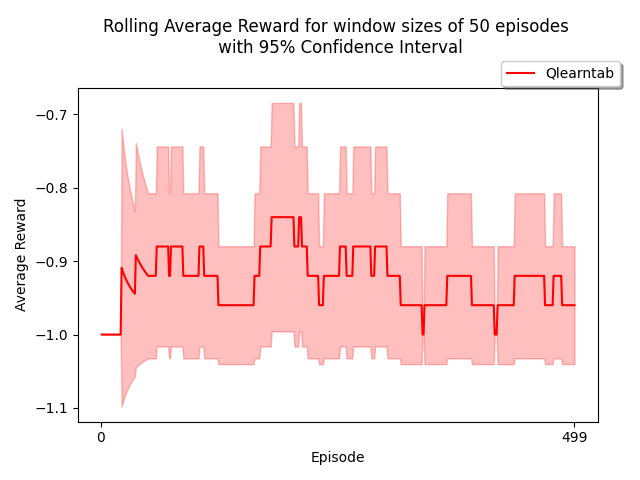 Rolling Average Reward for window sizes of 50 episodes
with 95% Confidence Interval
Qlearntab
−0.7
−0.8
−0.9
−1.0
−1.1
Average Reward
0
499
Episode